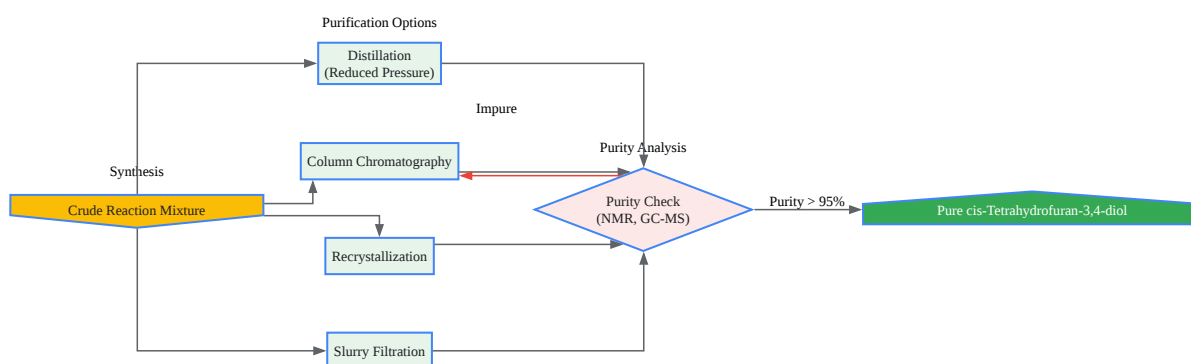 Purification Options
Distillation
(Reduced Pressure)
Impure
Column Chromatography
Purity Analysis
Synthesis
Crude Reaction Mixture
Purity Check
(NMR, GC-MS)
Purity > 95%
Pure cis-Tetrahydrofuran-3,4-diol
Recrystallization
Slurry Filtration